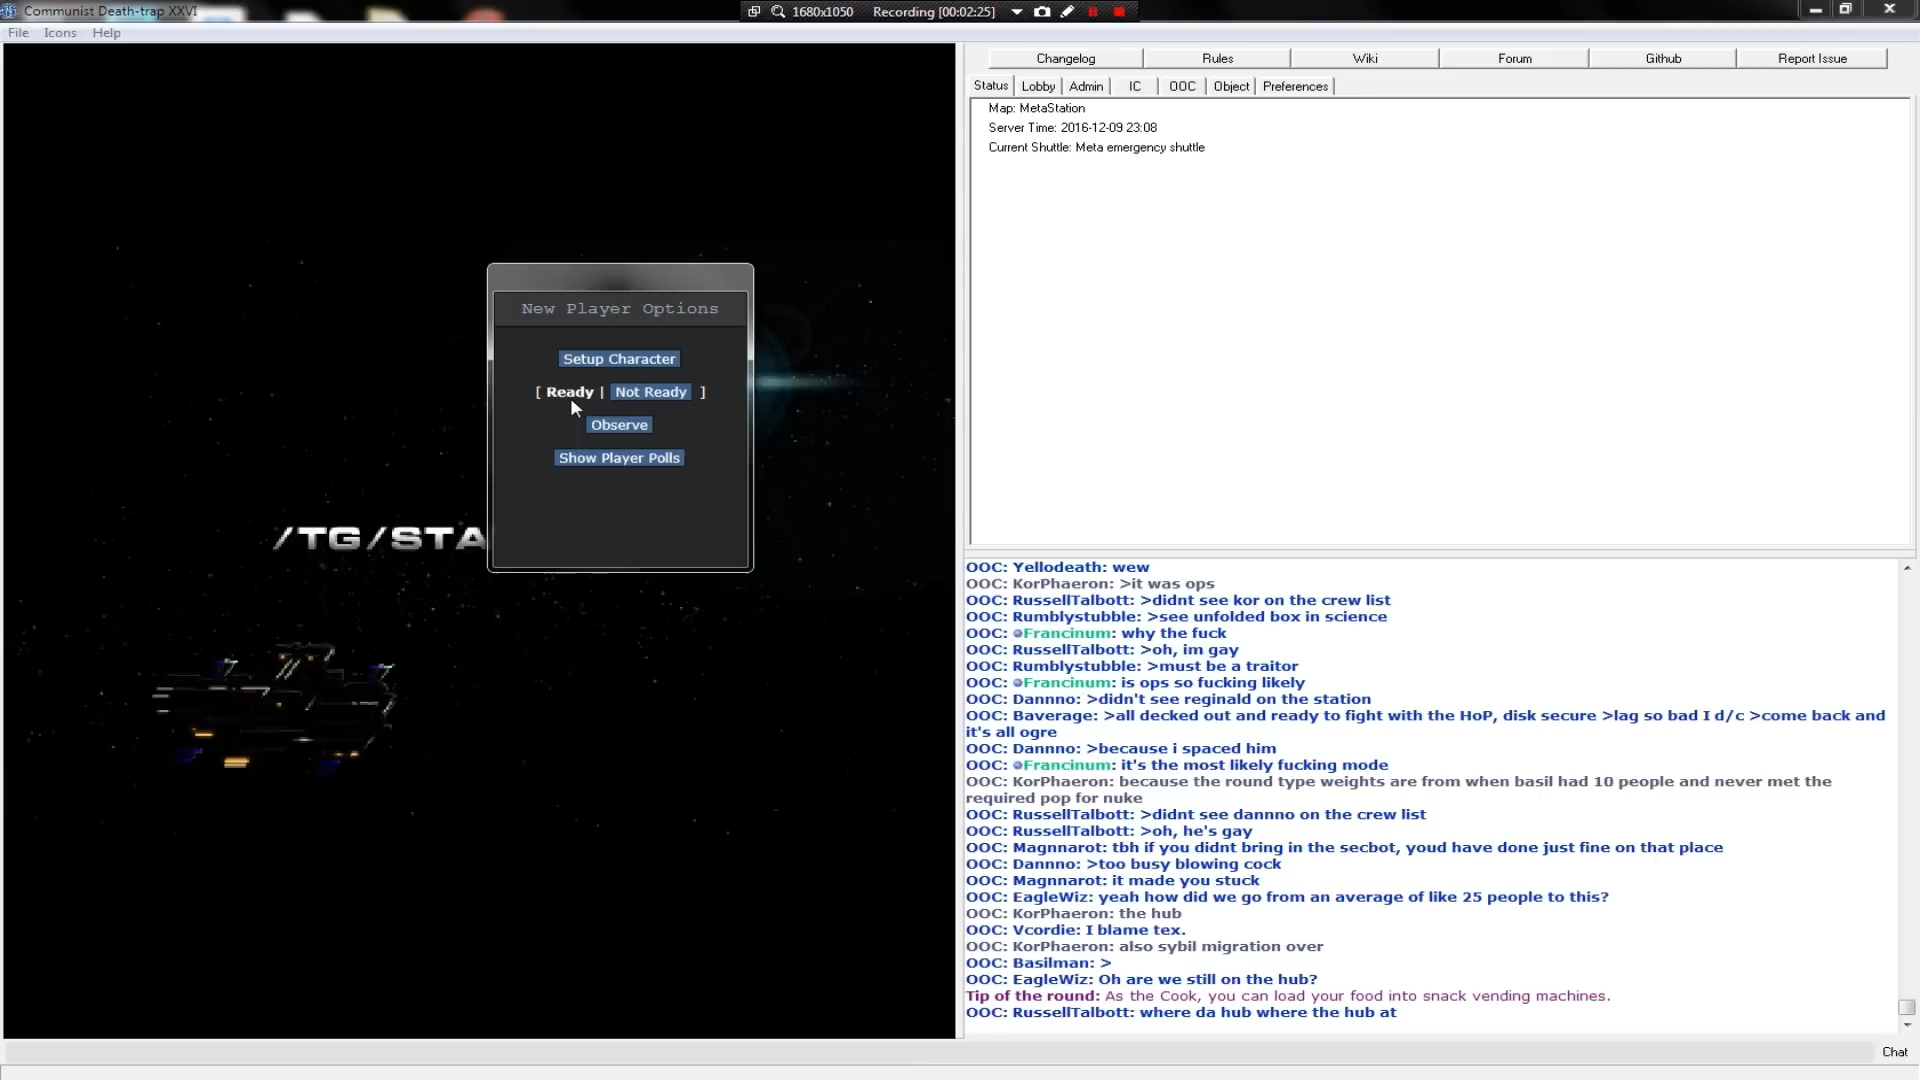 Communist Death-trap XXVI
1680x1050 Recording [00:02:25]
File Icons Help
Changelog Rules Wiki Forum Github Report Issue
Status Lobby Admin IC OOC Object Preferences
Map: MetaStation
Server Time: 2016-12-09 23:08
Current Shuttle: Meta emergency shuttle
New Player Options
Setup Character
[ Ready | Not Ready ]
Observe
Show Player Polls
/TG/STA
OOC: Yellodeath: wew
OOC: KorPhaeron: >it was ops
OOC: RussellTalbott: >didnt see kor on the crew list
OOC: Rumblystubble: >see unfolded box in science
OOC: Francinum: why the fuck
OOC: RussellTalbott: >oh, im gay
OOC: Rumblystubble: >must be a traitor
OOC: Francinum: is ops so fucking likely
OOC: Dannno: >didn't see reginald on the station
OOC: Baverage: >all decked out and ready to fight with the HoP, disk secure >lag so bad I d/c >come back and
it's all ogre
OOC: Dannno: >because i spaced him
OOC: Francinum: it's the most likely fucking mode
OOC: KorPhaeron: because the round type weights are from when basil had 10 people and never met the
required pop for nuke
OOC: RussellTalbott: >didnt see dannno on the crew list
OOC: RussellTalbott: >oh, he's gay
OOC: Magnnarot: tbh if you didnt bring in the secbot, youd have done just fine on that place
OOC: Dannno: >too busy blowing cock
OOC: Magnnarot: it made you stuck
OOC: EagleWiz: yeah how did we go from an average of like 25 people to this?
OOC: KorPhaeron: the hub
OOC: Vcordie: I blame tex.
OOC: KorPhaeron: also sybil migration over
OOC: Basilman: >
OOC: EagleWiz: Oh are we still on the hub?
Tip of the round: As the Cook, you can load your food into snack vending machines.
OOC: RussellTalbott: where da hub where the hub at
Chat